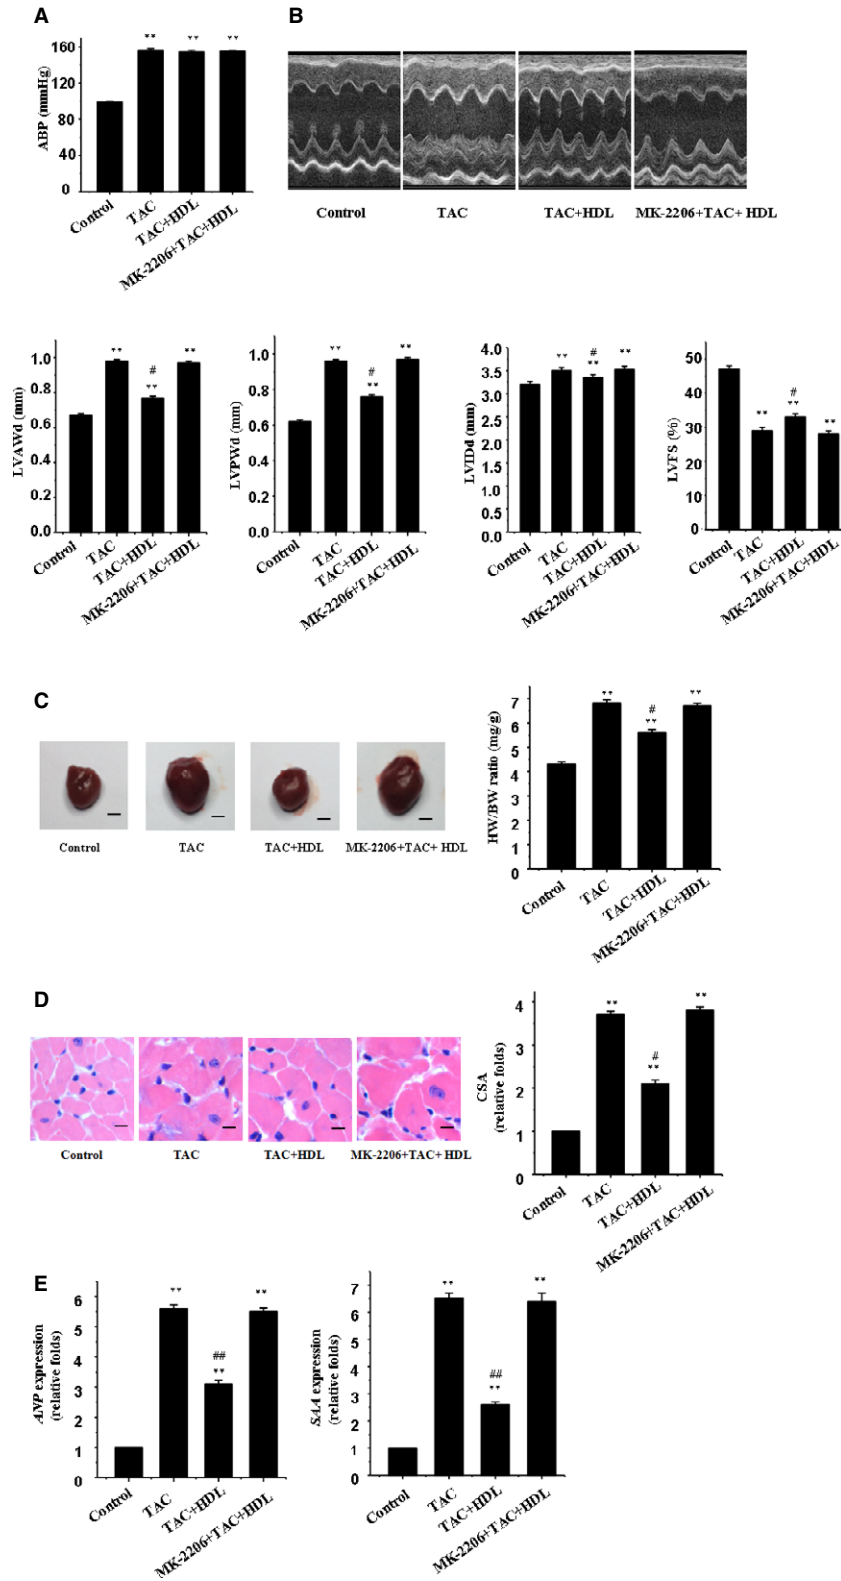 A
B
ABP (mmHg)
160
120
80
40
0
**
**
**
Control
TAC
TAC+HDL
MK-2206+TAC+HDL
Control
TAC
TAC+HDL
MK-2206+TAC+ HDL
LVAWd (mm)
1.0
0.8
0.6
0.4
0.2
0.0
**
#
**
**
Control
TAC
TAC+HDL
MK-2206+TAC+HDL
LVPWd (mm)
1.0
0.8
0.6
0.4
0.2
0.0
**
#
**
**
Control
TAC
TAC+HDL
MK-2206+TAC+HDL
LVIDd (mm)
4.0
3.5
3.0
2.5
2.0
1.5
1.0
0.5
0.0
**
#
**
**
Control
TAC
TAC+HDL
MK-2206+TAC+HDL
LVFS (%)
50
40
30
20
10
0
**
#
**
**
Control
TAC
TAC+HDL
MK-2206+TAC+HDL
C
Control
TAC
TAC+HDL
MK-2206+TAC+ HDL
HW/BW ratio (mg/g)
7
6
5
4
3
2
1
0
**
#
**
**
Control
TAC
TAC+HDL
MK-2206+TAC+HDL
D
Control
TAC
TAC+HDL
MK-2206+TAC+ HDL
CSA
(relative folds)
4
3
2
1
0
**
#
**
**
Control
TAC
TAC+HDL
MK-2206+TAC+HDL
E
ANP expression
(relative folds)
6
5
4
3
2
1
0
**
##
**
**
Control
TAC
TAC+HDL
MK-2206+TAC+HDL
SAA expression
(relative folds)
7
6
5
4
3
2
1
0
**
##
**
**
Control
TAC
TAC+HDL
MK-2206+TAC+HDL